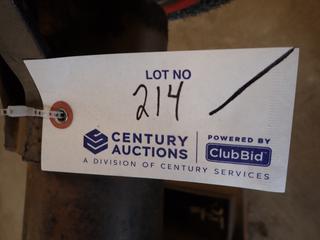 LOT NO
214
CENTURY AUCTIONS
POWERED BY
ClubBid
A DIVISION OF CENTURY SERVICES